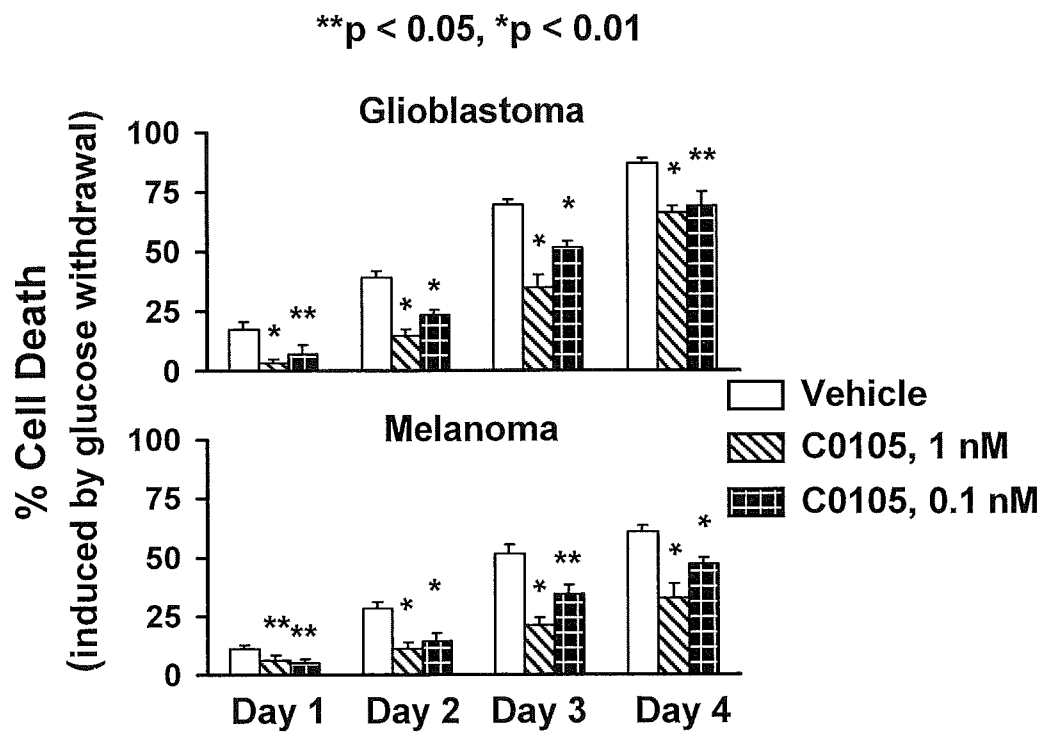 **p < 0.05, *p < 0.01
Glioblastoma
% Cell Death
(induced by glucose withdrawal)
100
75
50
25
0
* **
* *
* *
* **
Melanoma
100
75
50
25
0
** **
* *
* **
* *
Day 1 Day 2 Day 3 Day 4
Vehicle
C0105, 1 nM
C0105, 0.1 nM